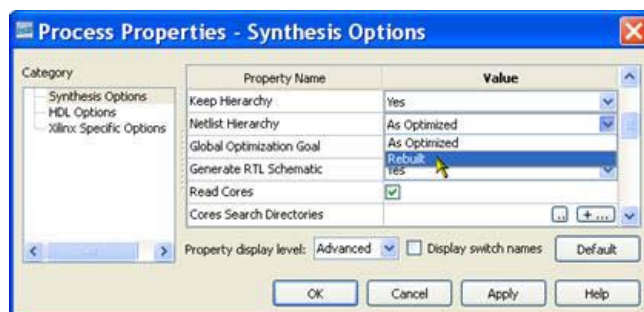 Process Properties - Synthesis Options
Category
Synthesis Options
HDL Options
Xilinx Specific Options
Property Name Value
Keep Hierarchy Yes
Netlist Hierarchy As Optimized
Global Optimization Goal As Optimized
Rebuilt
Generate RTL Schematic Yes
Read Cores
Cores Search Directories .. + ...
Property display level: Advanced Display switch names Default
OK Cancel Apply Help